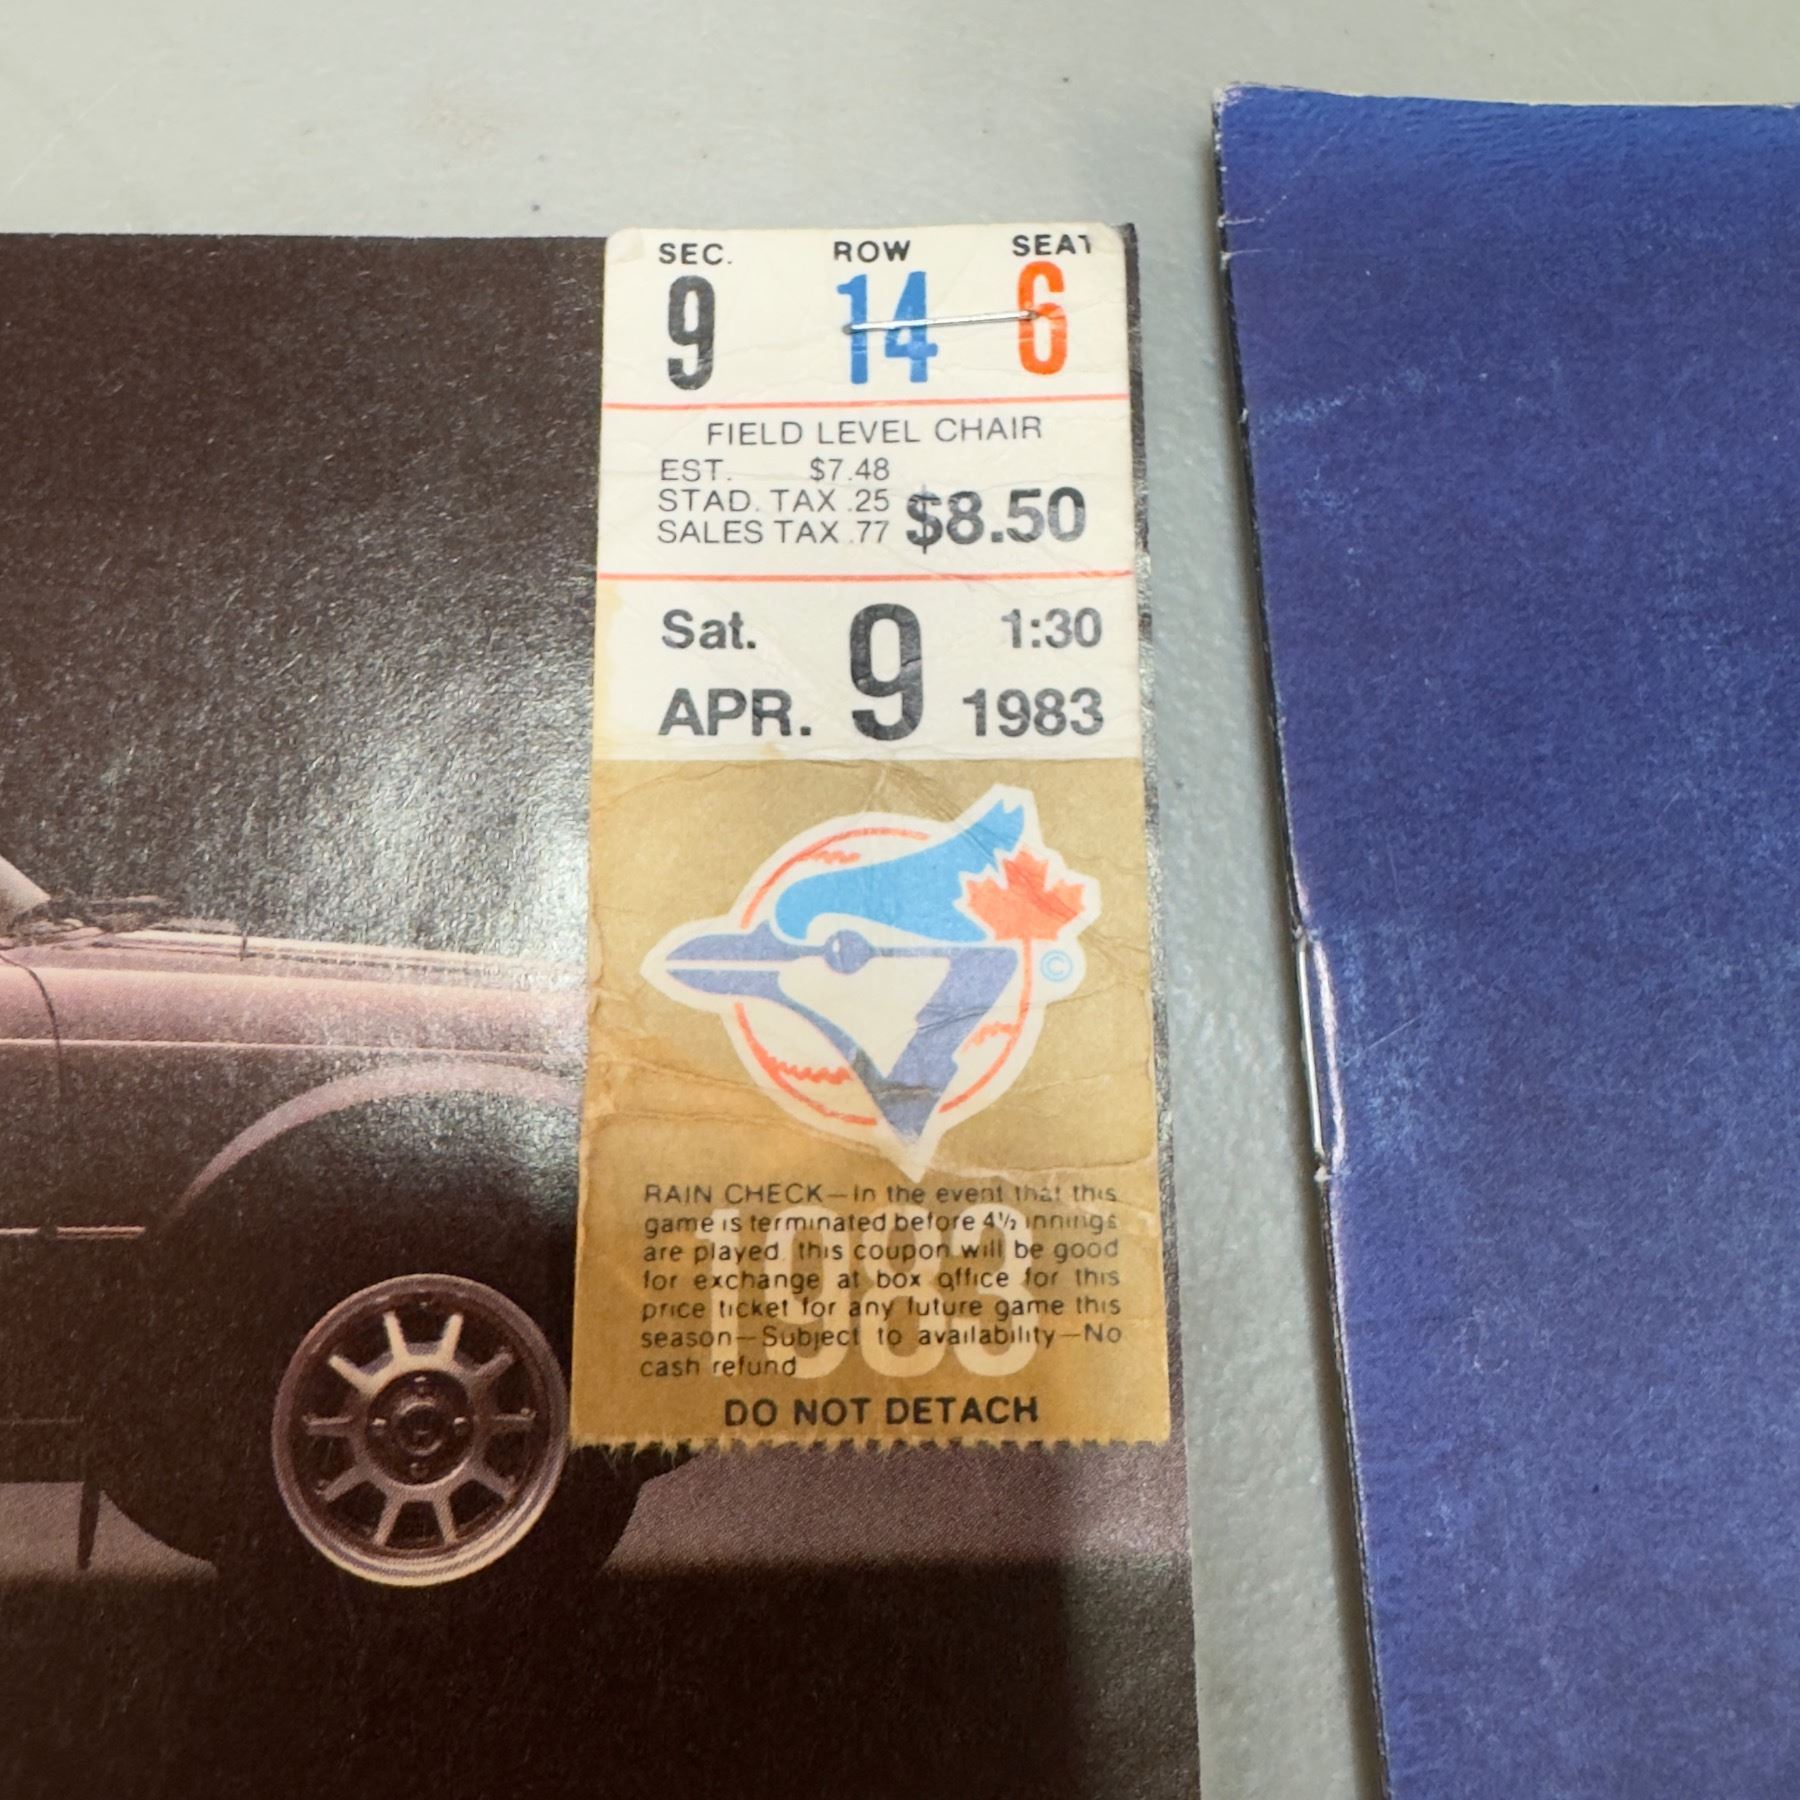 SEC. ROW SEAT
9 14 6
FIELD LEVEL CHAIR
EST. $7.48
STAD. TAX .25 $8.50
SALES TAX .77
Sat. 9 1:30
APR. 1983
©
RAIN CHECK—In the event that this
game is terminated before 4½ innings
are played, this coupon will be good
for exchange at box office for this
price ticket for any future game this
season—Subject to availability—No
cash refund
1983
DO NOT DETACH